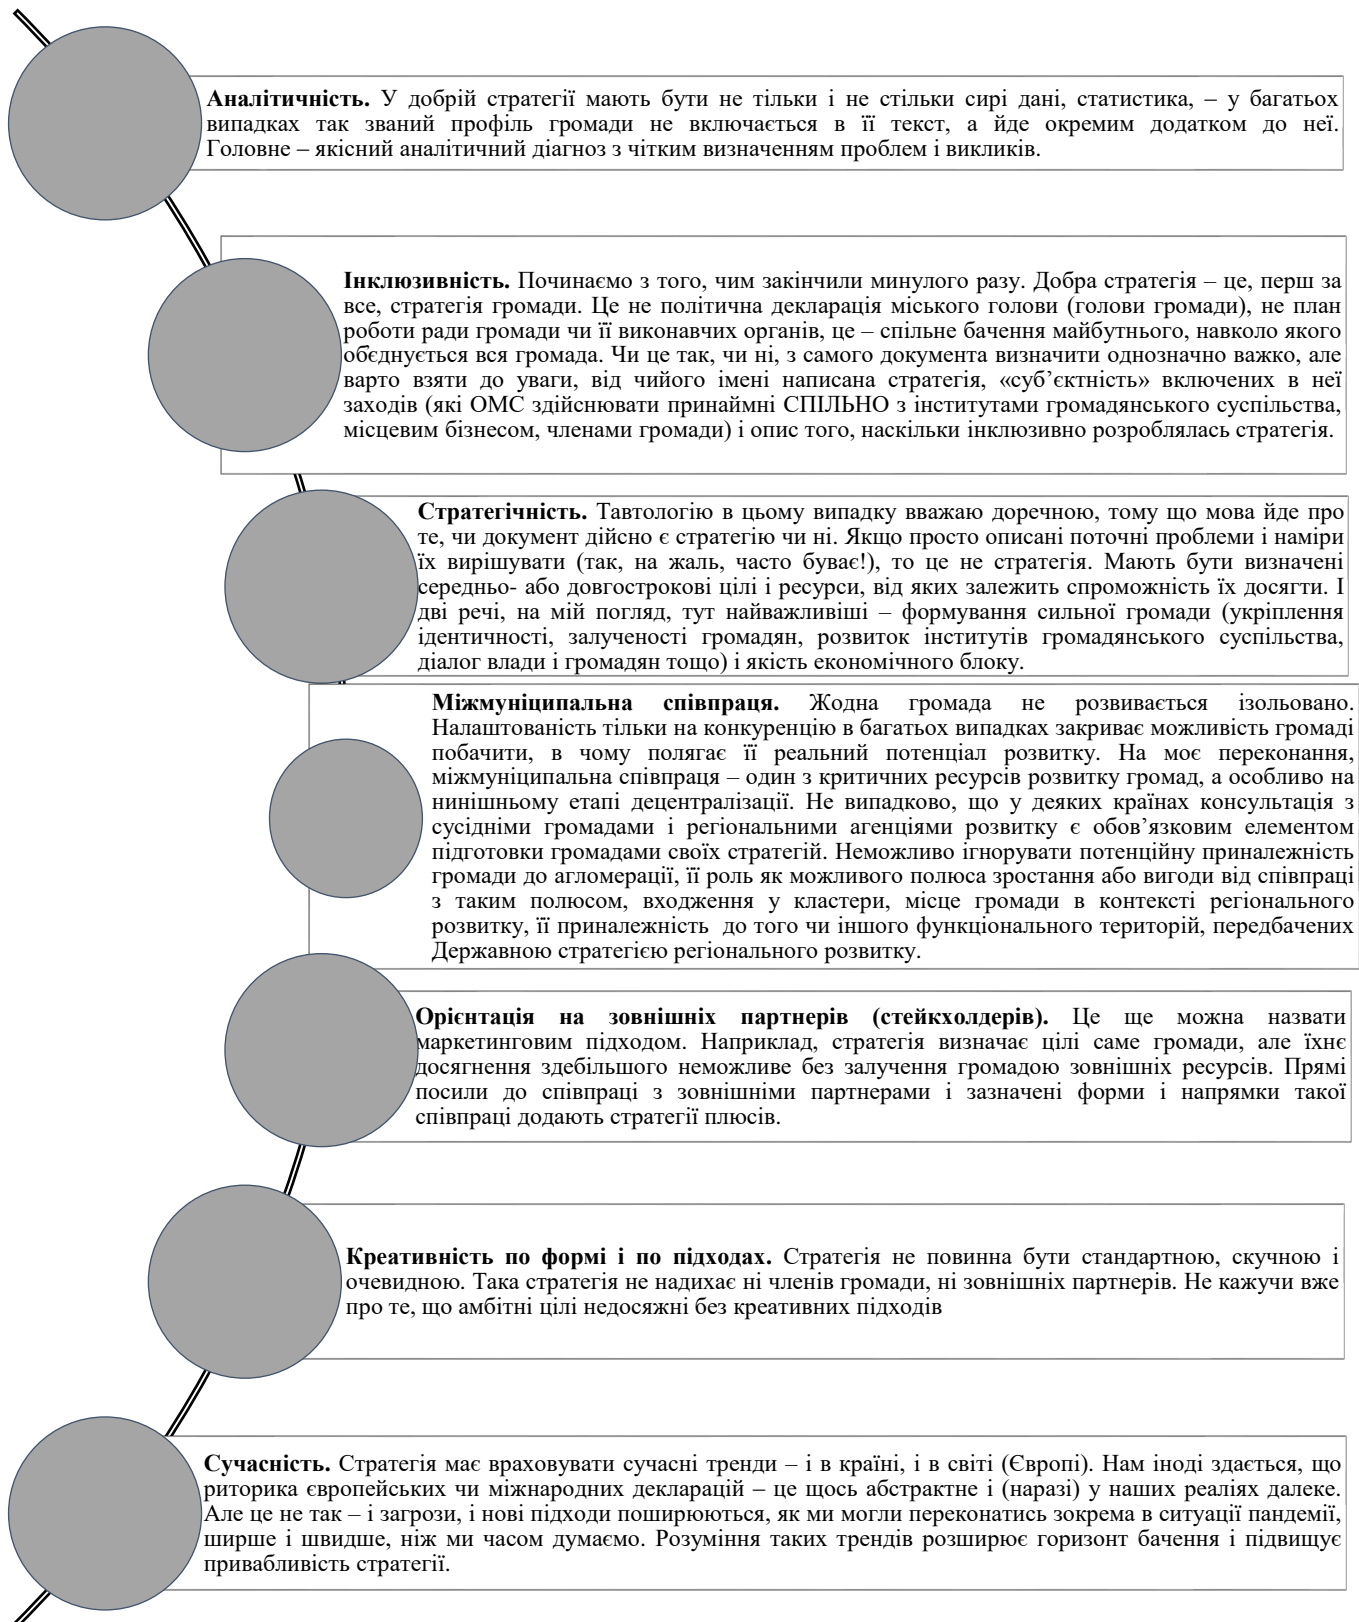 Аналітичність. У добрій стратегії мають бути не тільки і не стільки сирі дані, статистика, – у багатьох
випадках так званий профіль громади не включається в її текст, а йде окремим додатком до неї.
Головне – якісний аналітичний діагноз з чітким визначенням проблем і викликів.
Інклюзивність. Починаємо з того, чим закінчили минулого разу. Добра стратегія – це, перш за
все, стратегія громади. Це не політична декларація міського голови (голови громади), не план
роботи ради громади чи її виконавчих органів, це – спільне бачення майбутнього, навколо якого
обєднується вся громада. Чи це так, чи ні, з самого документа визначити однозначно важко, але
варто взяти до уваги, від чийого імені написана стратегія, «суб’єктність» включених в неї
заходів (які ОМС здійснювати принаймні СПІЛЬНО з інститутами громадянського суспільства,
місцевим бізнесом, членами громади) і опис того, наскільки інклюзивно розроблялась стратегія.
Стратегічність. Тавтологію в цьому випадку вважаю доречною, тому що мова йде про
те, чи документ дійсно є стратегію чи ні. Якщо просто описані поточні проблеми і наміри
їх вирішувати (так, на жаль, часто буває!), то це не стратегія. Мають бути визначені
середньо- або довгострокові цілі і ресурси, від яких залежить спроможність їх досягти. І
дві речі, на мій погляд, тут найважливіші – формування сильної громади (укріплення
ідентичності, залученості громадян, розвиток інститутів громадянського суспільства,
діалог влади і громадян тощо) і якість економічного блоку.
Міжмуніципальна співпраця. Жодна громада не розвивається ізольовано.
Налаштованість тільки на конкуренцію в багатьох випадках закриває можливість громаді
побачити, в чому полягає її реальний потенціал розвитку. На моє переконання,
міжмуніципальна співпраця – один з критичних ресурсів розвитку громад, а особливо на
нинішньому етапі децентралізації. Не випадково, що у деяких країнах консультація з
сусідніми громадами і регіональними агенціями розвитку є обов’язковим елементом
підготовки громадами своїх стратегій. Неможливо ігнорувати потенційну приналежність
громади до агломерації, її роль як можливого полюса зростання або вигоди від співпраці
з таким полюсом, входження у кластери, місце громади в контексті регіонального
розвитку, її приналежність до того чи іншого функціонального територій, передбачених
Державною стратегією регіонального розвитку.
Орієнтація на зовнішніх партнерів (стейкхолдерів). Це ще можна назвати
маркетинговим підходом. Наприклад, стратегія визначає цілі саме громади, але їхнє
досягнення здебільшого неможливе без залучення громадою зовнішніх ресурсів. Прямі
посили до співпраці з зовнішніми партнерами і зазначені форми і напрямки такої
співпраці додають стратегії плюсів.
Креативність по формі і по підходах. Стратегія не повинна бути стандартною, скучною і
очевидною. Така стратегія не надихає ні членів громади, ні зовнішніх партнерів. Не кажучи вже
про те, що амбітні цілі недосяжні без креативних підходів
Сучасність. Стратегія має враховувати сучасні тренди – і в країні, і в світі (Європі). Нам іноді здається, що
риторика європейських чи міжнародних декларацій – це щось абстрактне і (наразі) у наших реаліях далеке.
Але це не так – і загрози, і нові підходи поширюються, як ми могли переконатись зокрема в ситуації пандемії,
ширше і швидше, ніж ми часом думаємо. Розуміння таких трендів розширює горизонт бачення і підвищує
привабливість стратегії.